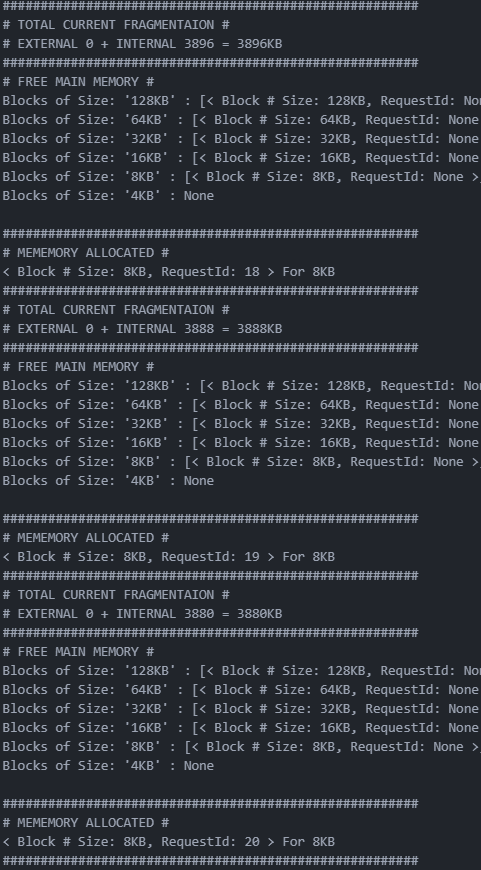 #######################################################
# TOTAL CURRENT FRAGMENTAION #
# EXTERNAL 0 + INTERNAL 3896 = 3896KB
#######################################################
# FREE MAIN MEMORY #
Blocks of Size: '128KB' : [< Block # Size: 128KB, RequestId: Non
Blocks of Size: '64KB' : [< Block # Size: 64KB, RequestId: None
Blocks of Size: '32KB' : [< Block # Size: 32KB, RequestId: None
Blocks of Size: '16KB' : [< Block # Size: 16KB, RequestId: None
Blocks of Size: '8KB' : [< Block # Size: 8KB, RequestId: None >,
Blocks of Size: '4KB' : None

#######################################################
# MEMEMORY ALLOCATED #
< Block # Size: 8KB, RequestId: 18 > For 8KB
#######################################################
# TOTAL CURRENT FRAGMENTAION #
# EXTERNAL 0 + INTERNAL 3888 = 3888KB
#######################################################
# FREE MAIN MEMORY #
Blocks of Size: '128KB' : [< Block # Size: 128KB, RequestId: Non
Blocks of Size: '64KB' : [< Block # Size: 64KB, RequestId: None
Blocks of Size: '32KB' : [< Block # Size: 32KB, RequestId: None
Blocks of Size: '16KB' : [< Block # Size: 16KB, RequestId: None
Blocks of Size: '8KB' : [< Block # Size: 8KB, RequestId: None >,
Blocks of Size: '4KB' : None

#######################################################
# MEMEMORY ALLOCATED #
< Block # Size: 8KB, RequestId: 19 > For 8KB
#######################################################
# TOTAL CURRENT FRAGMENTAION #
# EXTERNAL 0 + INTERNAL 3880 = 3880KB
#######################################################
# FREE MAIN MEMORY #
Blocks of Size: '128KB' : [< Block # Size: 128KB, RequestId: Non
Blocks of Size: '64KB' : [< Block # Size: 64KB, RequestId: None
Blocks of Size: '32KB' : [< Block # Size: 32KB, RequestId: None
Blocks of Size: '16KB' : [< Block # Size: 16KB, RequestId: None
Blocks of Size: '8KB' : [< Block # Size: 8KB, RequestId: None >,
Blocks of Size: '4KB' : None

#######################################################
# MEMEMORY ALLOCATED #
< Block # Size: 8KB, RequestId: 20 > For 8KB
#######################################################